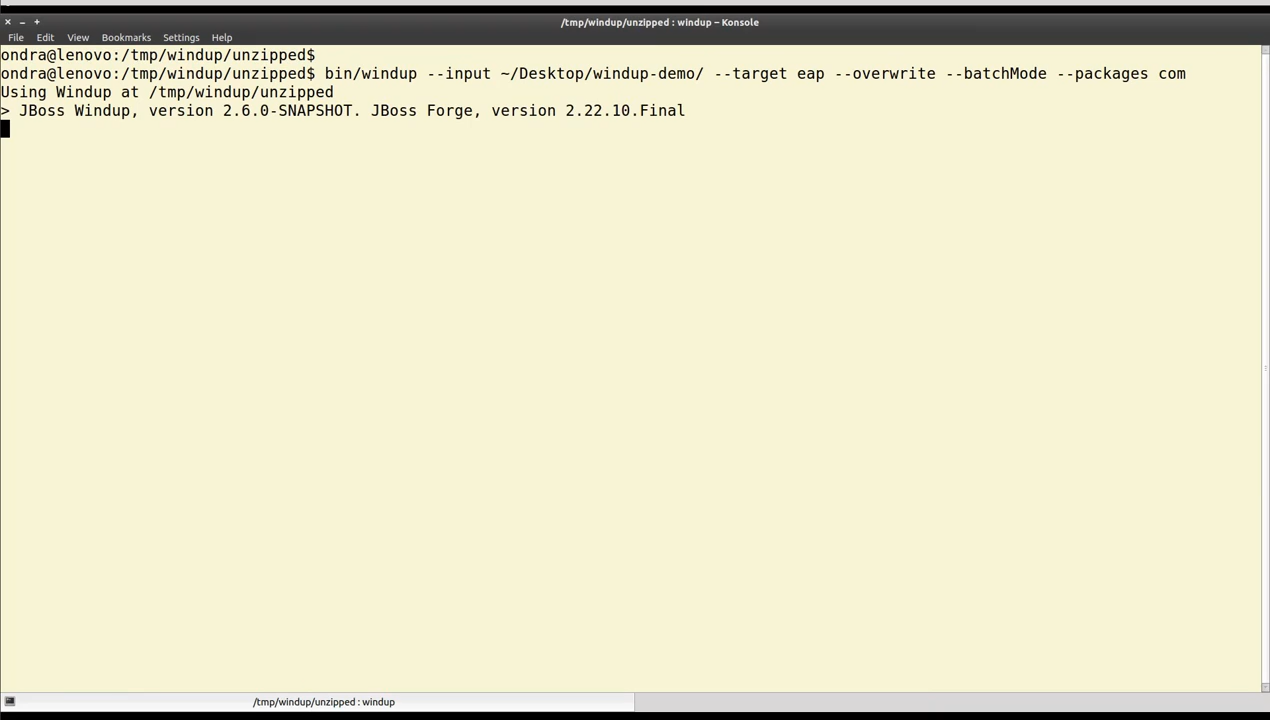 /tmp/windup/unzipped : windup – Konsole
File Edit View Bookmarks Settings Help
ondra@lenovo:/tmp/windup/unzipped$
ondra@lenovo:/tmp/windup/unzipped$ bin/windup --input ~/Desktop/windup-demo/ --target eap --overwrite --batchMode --packages com
Using Windup at /tmp/windup/unzipped
> JBoss Windup, version 2.6.0-SNAPSHOT. JBoss Forge, version 2.22.10.Final
/tmp/windup/unzipped : windup